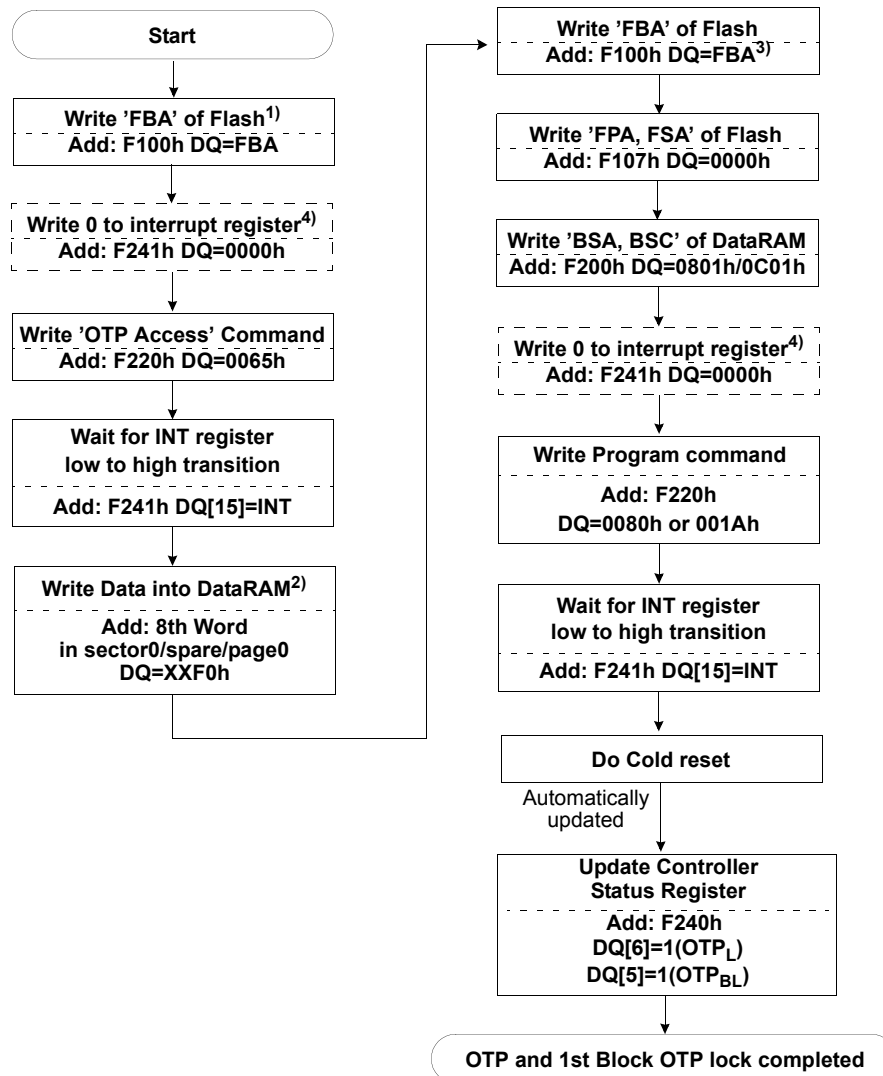 Start
Write ’FBA’ of Flash1)
Add: F100h DQ=FBA
Write 0 to interrupt register4)
Add: F241h DQ=0000h
Write ’OTP Access’ Command
Add: F220h DQ=0065h
Wait for INT register
low to high transition
Add: F241h DQ[15]=INT
Write Data into DataRAM2)
Add: 8th Word
in sector0/spare/page0
DQ=XXF0h
Write ’FBA’ of Flash
Add: F100h DQ=FBA3)
Write ’FPA, FSA’ of Flash
Add: F107h DQ=0000h
Write ’BSA, BSC’ of DataRAM
Add: F200h DQ=0801h/0C01h
Write 0 to interrupt register4)
Add: F241h DQ=0000h
Write Program command
Add: F220h
DQ=0080h or 001Ah
Wait for INT register
low to high transition
Add: F241h DQ[15]=INT
Do Cold reset
Automatically
updated
Update Controller
Status Register
Add: F240h
DQ[6]=1(OTPL)
DQ[5]=1(OTPBL)
OTP and 1st Block OTP lock completed